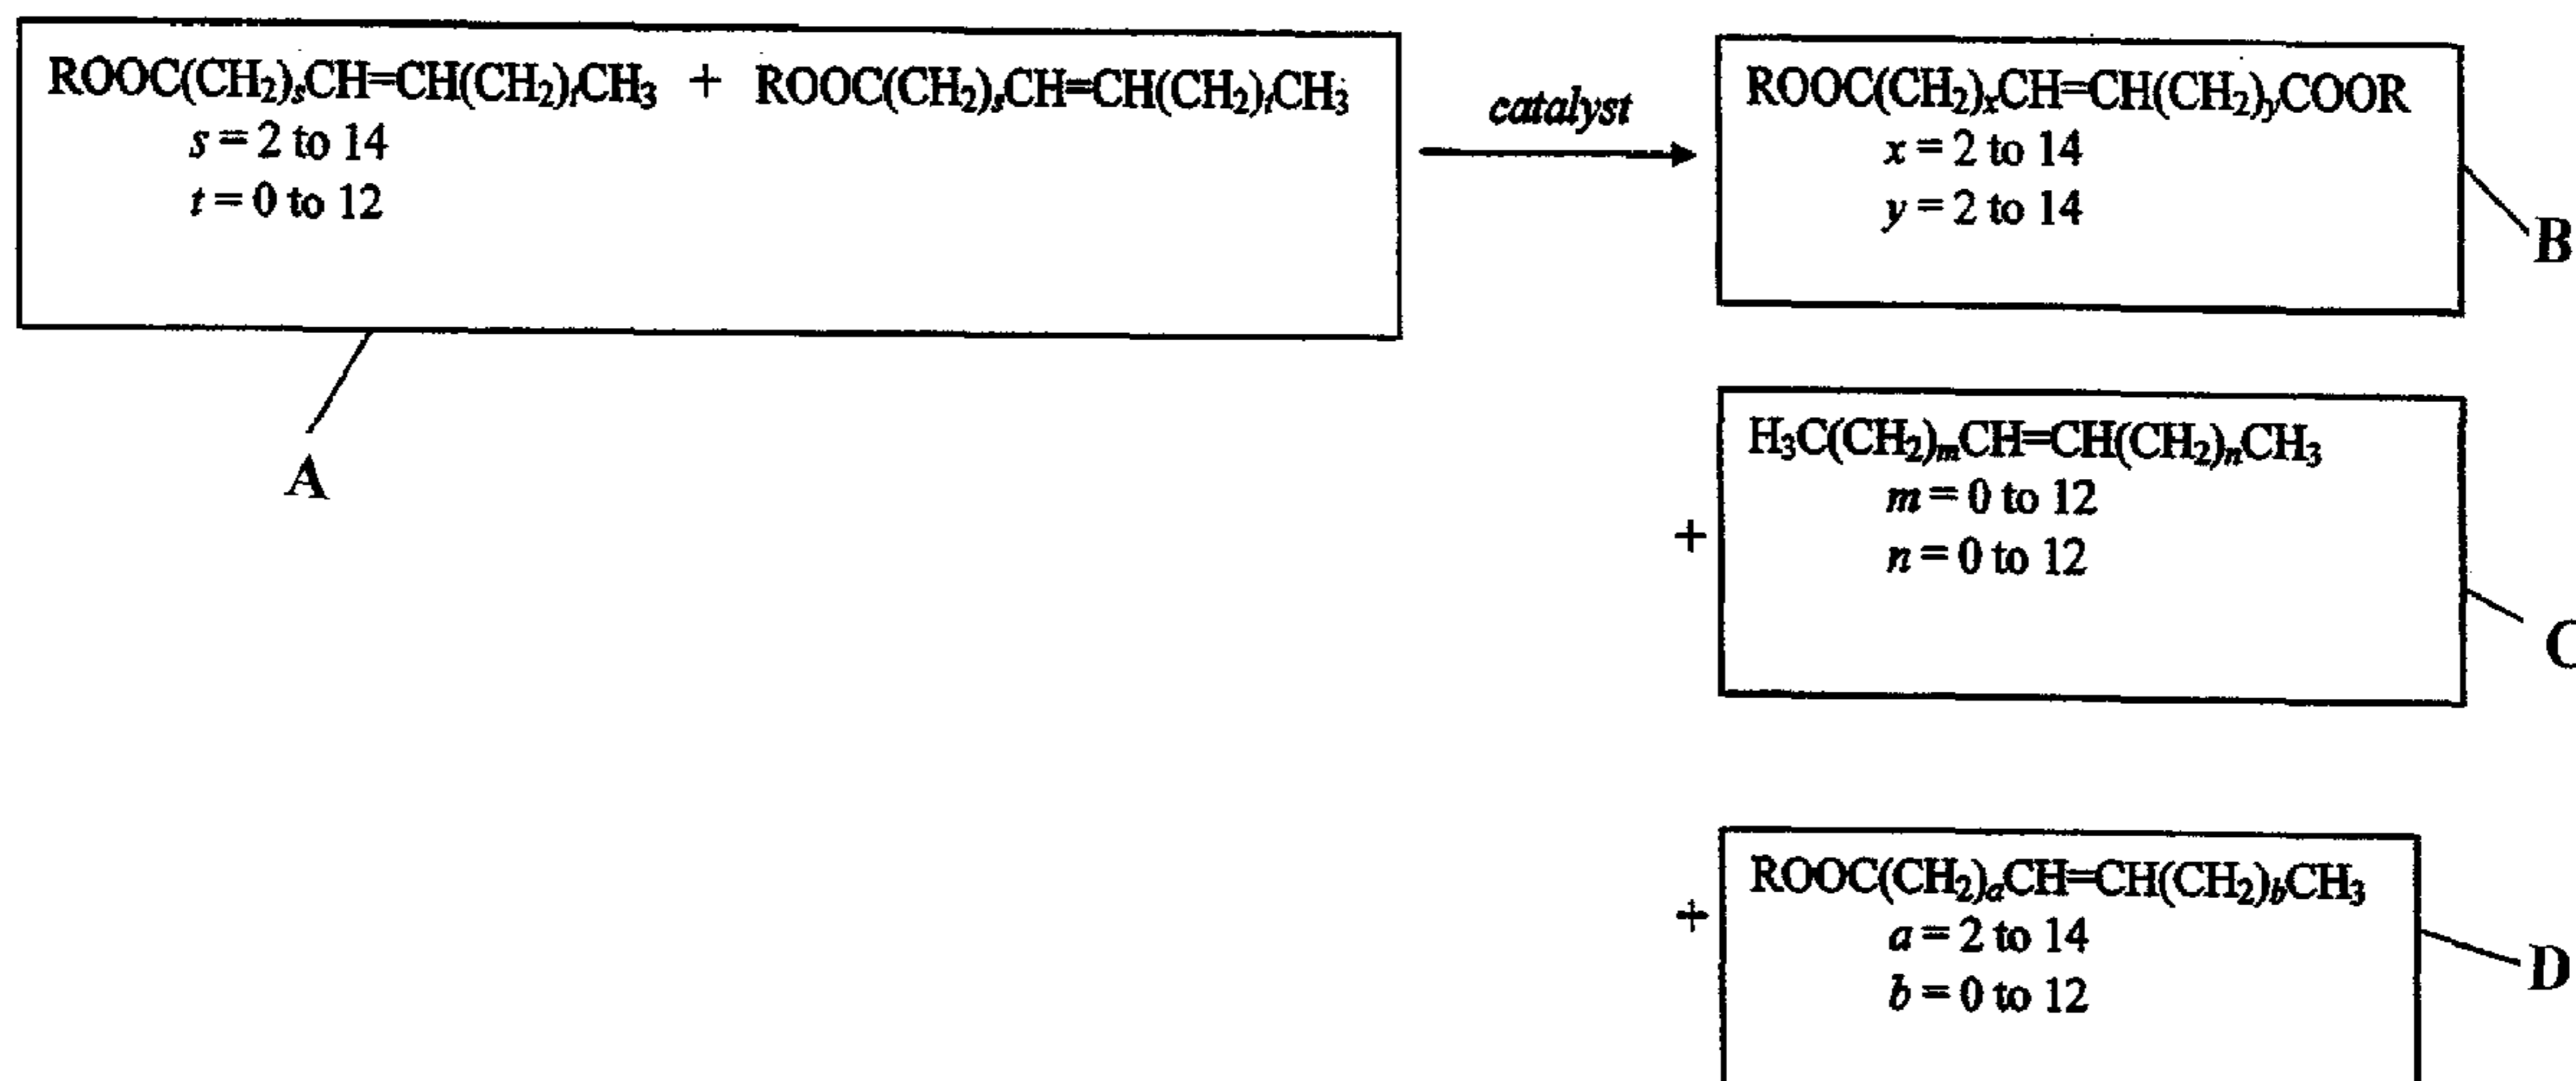 ROOC(CH₂)ₛCH=CH(CH₂)ₜCH₃ + ROOC(CH₂)ₛCH=CH(CH₂)ₜCH₃
s = 2 to 14
t = 0 to 12
A
catalyst
ROOC(CH₂)ₓCH=CH(CH₂)yCOOR
x = 2 to 14
y = 2 to 14
B
+
H₃C(CH₂)ₘCH=CH(CH₂)ₙCH₃
m = 0 to 12
n = 0 to 12
C
+
ROOC(CH₂)ₐCH=CH(CH₂)bCH₃
a = 2 to 14
b = 0 to 12
D